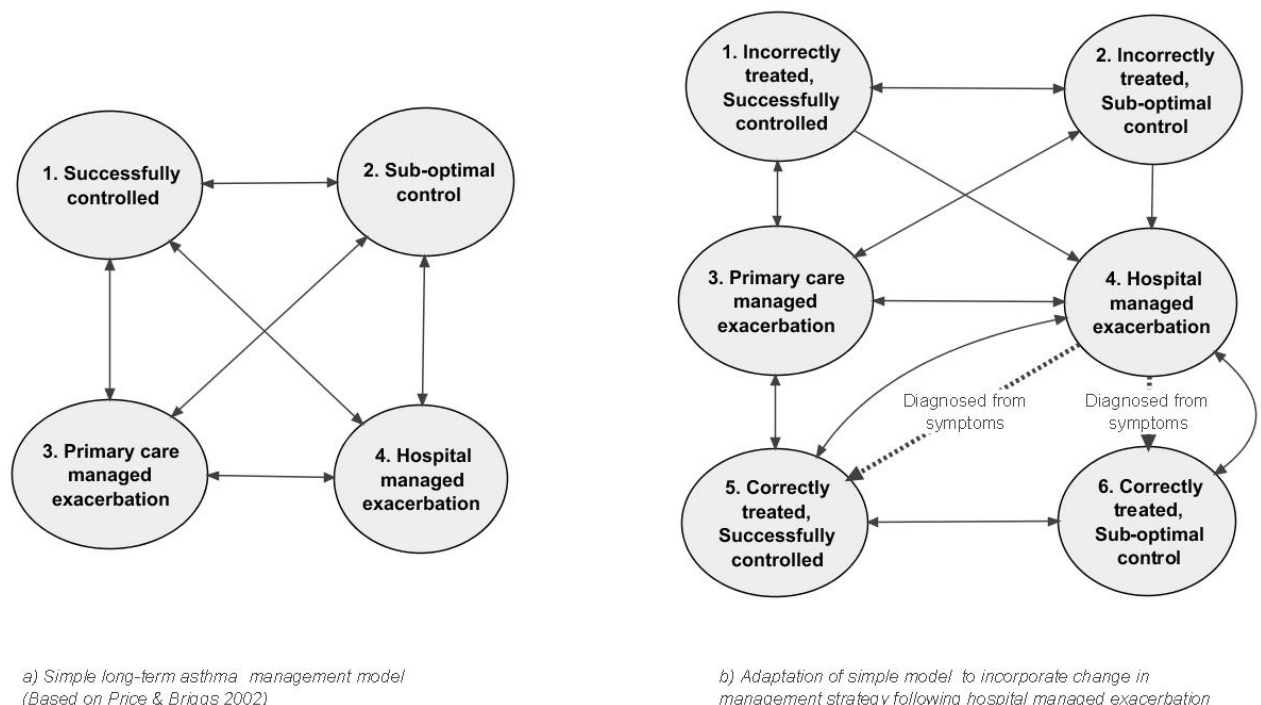 1. Successfully
controlled
2. Sub-optimal
control
3. Primary care
managed
exacerbation
4. Hospital
managed
exacerbation
a) Simple long-term asthma management model
(Based on Price & Briggs 2002)
1. Incorrectly
treated,
Successfully
controlled
2. Incorrectly
treated,
Sub-optimal
control
3. Primary care
managed
exacerbation
4. Hospital
managed
exacerbation
Diagnosed from
symptoms
Diagnosed from
symptoms
5. Correctly
treated,
Successfully
controlled
6. Correctly
treated,
Sub-optimal
control
b) Adaptation of simple model to incorporate change in
management strategy following hospital managed exacerbation